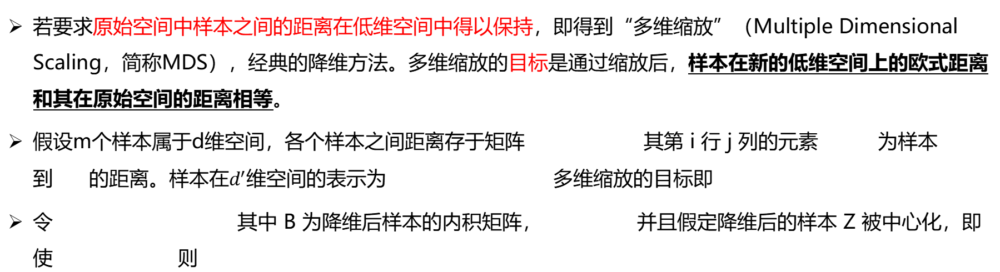 ➢ 若要求原始空间中样本之间的距离在低维空间中得以保持，即得到“多维缩放”（Multiple Dimensional
Scaling，简称MDS），经典的降维方法。多维缩放的目标是通过缩放后，样本在新的低维空间上的欧式距离
和其在原始空间的距离相等。
➢ 假设m个样本属于d维空间，各个样本之间距离存于矩阵 其第 i 行 j 列的元素 为样本
到 的距离。样本在d′维空间的表示为 多维缩放的目标即
➢ 令 其中 B 为降维后样本的内积矩阵， 并且假定降维后的样本 Z 被中心化，即
使 则